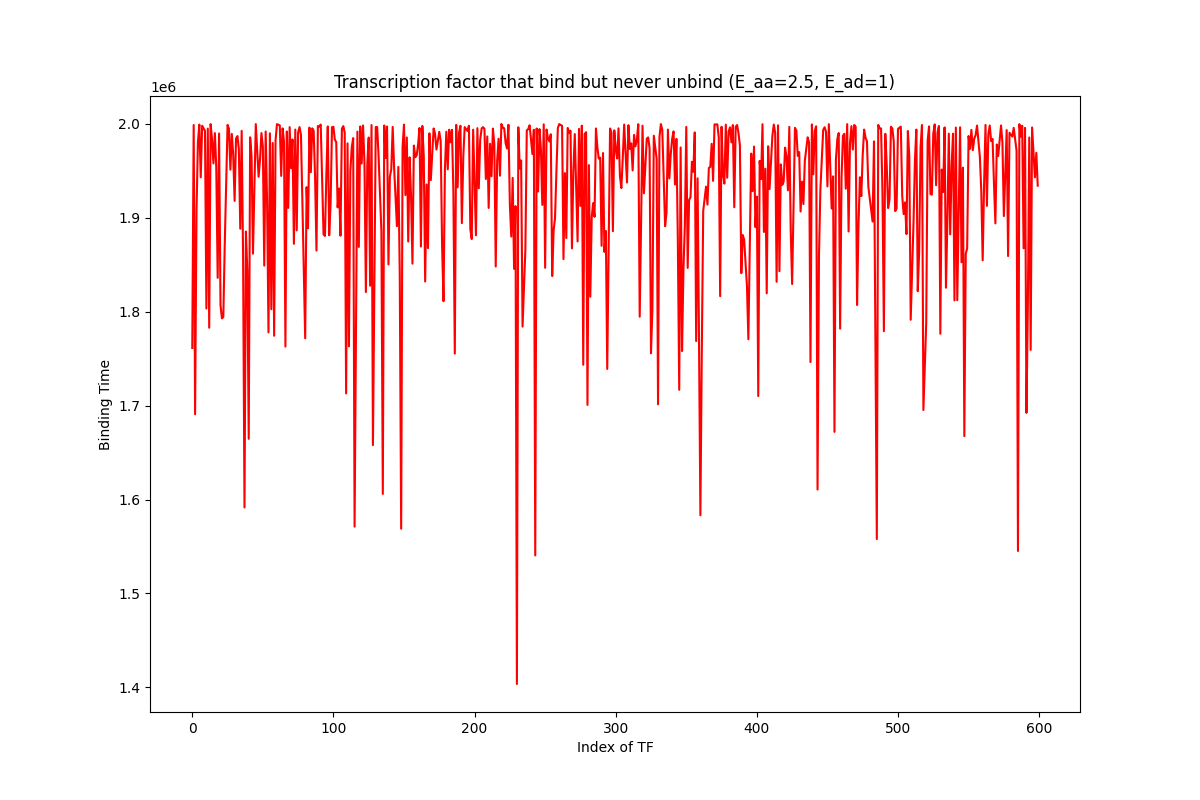 Transcription factor that bind but never unbind (E_aa=2.5, E_ad=1)
1e6
2.0
1.9
1.8
1.7
1.6
1.5
1.4
Binding Time
0 100 200 300 400 500 600
Index of TF